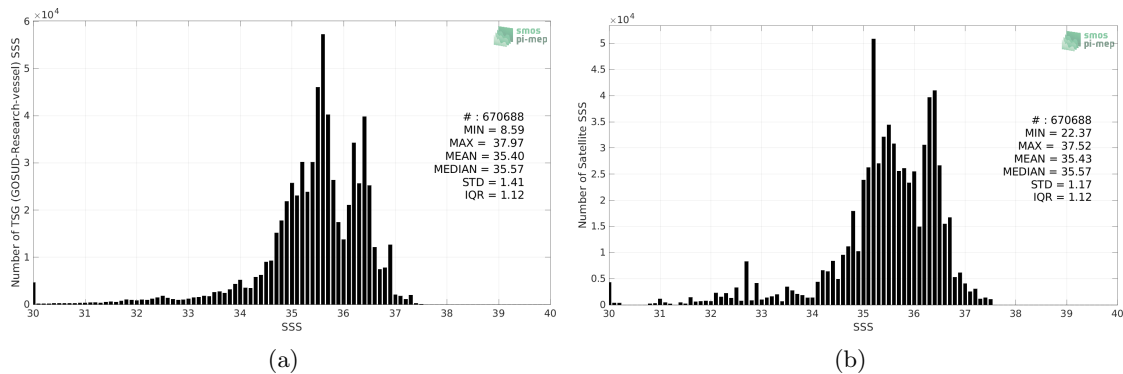 ×10⁴
6
5
4
3
2
1
0
30 31 32 33 34 35 36 37 38 39 40
SSS
Number of TSG (GOSUD-Research-vessel) SSS
smos
pi-mep
# : 670688
MIN = 8.59
MAX = 37.97
MEAN = 35.40
MEDIAN = 35.57
STD = 1.41
IQR = 1.12
(a)
×10⁴
5
4.5
4
3.5
3
2.5
2
1.5
1
0.5
0
30 31 32 33 34 35 36 37 38 39 40
SSS
Number of Satellite SSS
smos
pi-mep
# : 670688
MIN = 22.37
MAX = 37.52
MEAN = 35.43
MEDIAN = 35.57
STD = 1.17
IQR = 1.12
(b)